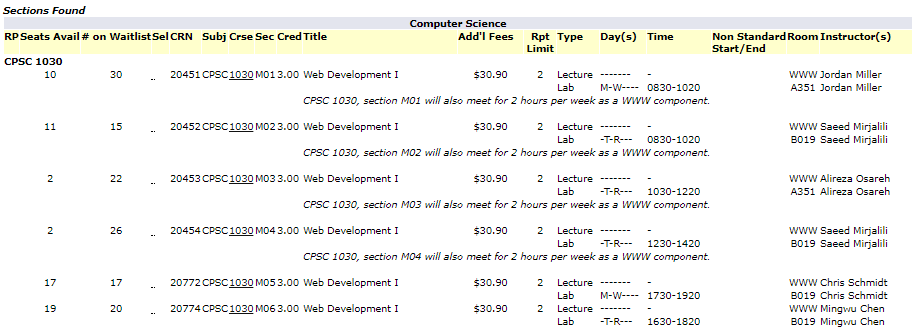 Sections Found
Computer Science
RP Seats Avail # on Waitlist Sel CRN Subj Crse Sec Cred Title Add'l Fees Rpt Limit Type Day(s) Time Non Standard Start/End Room Instructor(s)
CPSC 1030
10 30 20451 CPSC 1030 M01 3.00 Web Development I $30.90 2 Lecture ------- - WWW Jordan Miller
Lab M-W---- 0830-1020 A351 Jordan Miller
CPSC 1030, section M01 will also meet for 2 hours per week as a WWW component.
11 15 20452 CPSC 1030 M02 3.00 Web Development I $30.90 2 Lecture ------- - WWW Saeed Mirjalili
Lab -T-R--- 0830-1020 B019 Saeed Mirjalili
CPSC 1030, section M02 will also meet for 2 hours per week as a WWW component.
2 22 20453 CPSC 1030 M03 3.00 Web Development I $30.90 2 Lecture ------- - WWW Alireza Osareh
Lab -T-R--- 1030-1220 A351 Alireza Osareh
CPSC 1030, section M03 will also meet for 2 hours per week as a WWW component.
2 26 20454 CPSC 1030 M04 3.00 Web Development I $30.90 2 Lecture ------- - WWW Saeed Mirjalili
Lab -T-R--- 1230-1420 B019 Saeed Mirjalili
CPSC 1030, section M04 will also meet for 2 hours per week as a WWW component.
17 17 20772 CPSC 1030 M05 3.00 Web Development I $30.90 2 Lecture ------- - WWW Chris Schmidt
Lab M-W---- 1730-1920 B019 Chris Schmidt
19 20 20774 CPSC 1030 M06 3.00 Web Development I $30.90 2 Lecture ------- - WWW Mingwu Chen
Lab -T-R--- 1630-1820 B019 Mingwu Chen